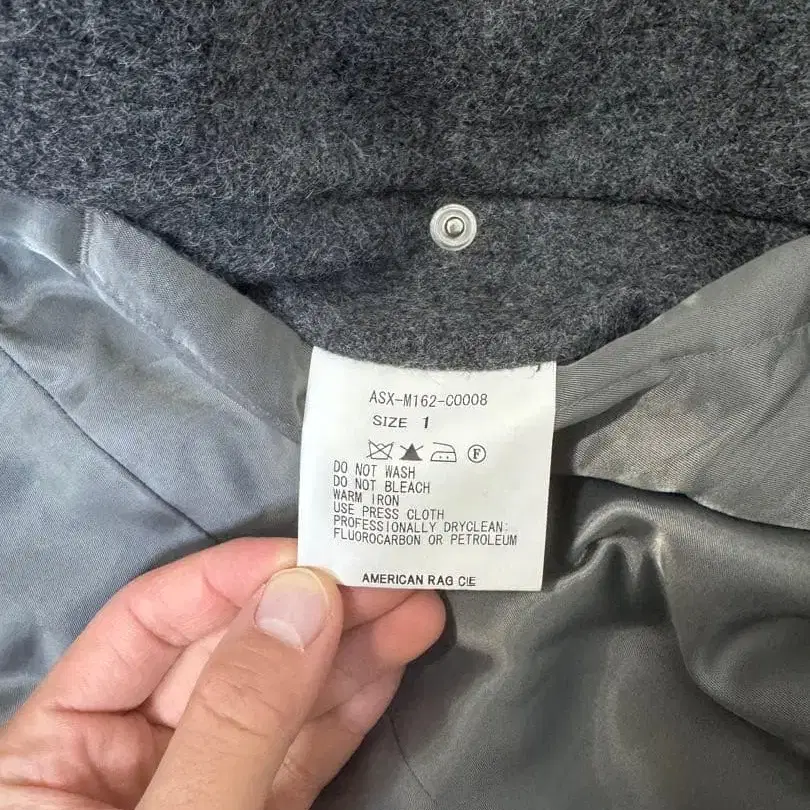 ASX-M162-C0008
SIZE 1
F
DO NOT WASH
DO NOT BLEACH
WARM IRON
USE PRESS CLOTH
PROFESSIONALLY DRYCLEAN:
FLUOROCARBON OR PETROLEUM
AMERICAN RAG CIE